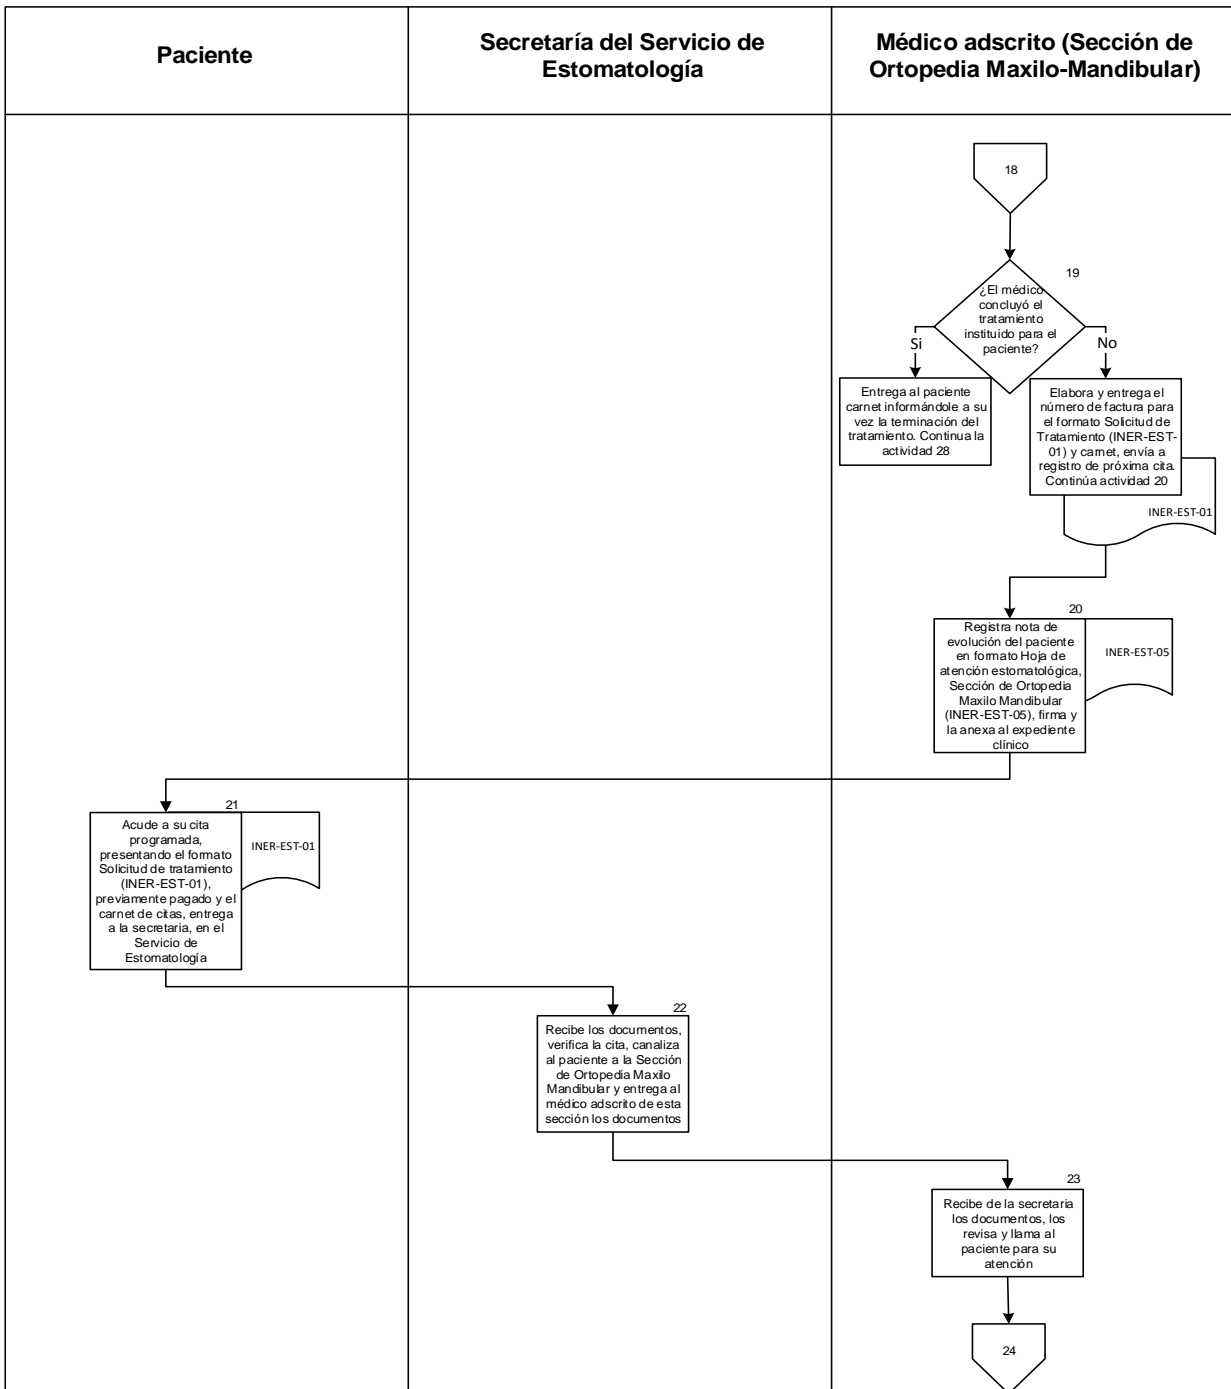 Paciente
Secretaría del Servicio de
Estomatología
Médico adscrito (Sección de
Ortopedia Maxilo-Mandibular)
18
19
¿El médico
concluyó el
tratamiento
instituido para el
paciente?
Si
No
Entrega al paciente
carnet informándole a su
vez la terminación del
tratamiento. Continua la
actividad 28
Elabora y entrega el
número de factura para
el formato Solicitud de
Tratamiento (INER-EST-
01) y carnet, envía a
registro de próxima cita.
Continúa actividad 20
INER-EST-01
20
Registra nota de
evolución del paciente
en formato Hoja de
atención estomatológica,
Sección de Ortopedia
Maxilo Mandibular
(INER-EST-05), firma y
la anexa al expediente
clínico
INER-EST-05
21
Acude a su cita
programada,
presentando el formato
Solicitud de tratamiento
(INER-EST-01),
previamente pagado y el
carnet de citas, entrega
a la secretaria, en el
Servicio de
Estomatología
INER-EST-01
22
Recibe los documentos,
verifica la cita, canaliza
al paciente a la Sección
de Ortopedia Maxilo
Mandibular y entrega al
médico adscrito de esta
sección los documentos
23
Recibe de la secretaria
los documentos, los
revisa y llama al
paciente para su
atención
24